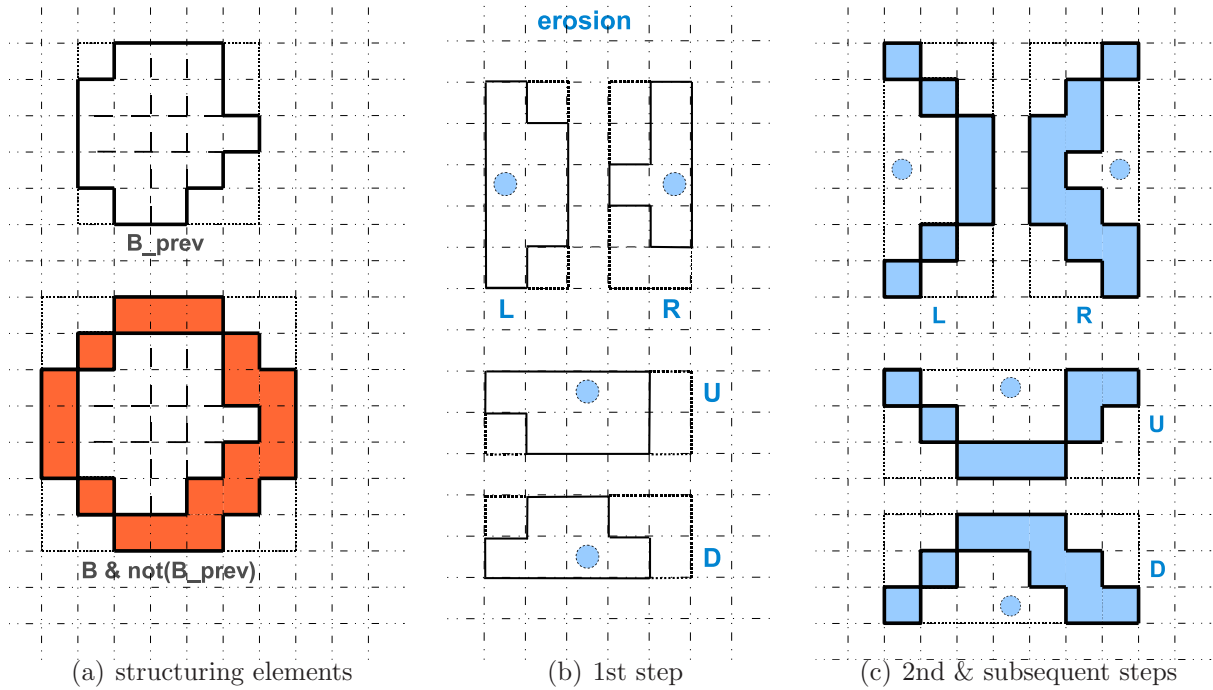 erosion
B_prev
L
R
L
R
U
U
D
D
B & not(B_prev)
(a) structuring elements
(b) 1st step
(c) 2nd & subsequent steps